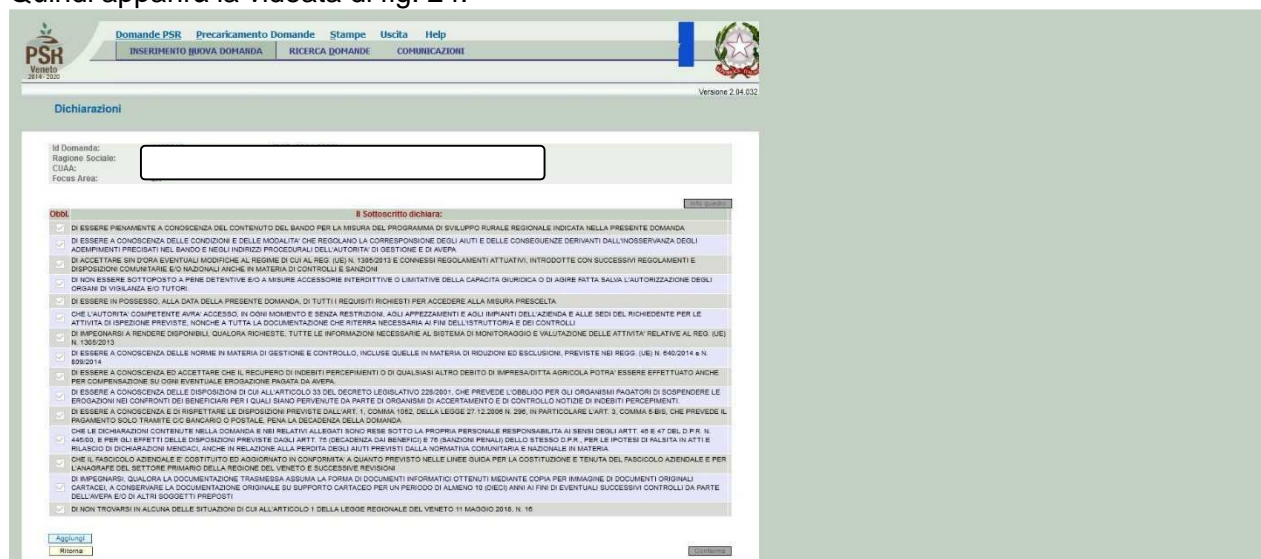 Quindi apparirà la videata di fig. 24.
Domande PSR Precaricamento Domande Stampe Uscita Help
INSERIMENTO NUOVA DOMANDA RICERCA DOMANDE COMUNICAZIONI
PSR
Veneto
2014-2020
Versione 2.04.032
Dichiarazioni
Id Domanda:
Ragione Sociale:
CUAA:
Focus Area:
Info quadro
Obbl. Il Sottoscritto dichiara:
DI ESSERE PIENAMENTE A CONOSCENZA DEL CONTENUTO DEL BANDO PER LA MISURA DEL PROGRAMMA DI SVILUPPO RURALE REGIONALE INDICATA NELLA PRESENTE DOMANDA
DI ESSERE A CONOSCENZA DELLE CONDIZIONI E DELLE MODALITA' CHE REGOLANO LA CORRESPONSIONE DEGLI AIUTI E DELLE CONSEGUENZE DERIVANTI DALL'INOSSERVANZA DEGLI
ADEMPIMENTI PRECISATI NEL BANDO E NEGLI INDIRIZZI PROCEDURALI DELL'AUTORITA' DI GESTIONE E DI AVEPA
DI ACCETTARE SIN D'ORA EVENTUALI MODIFICHE AL REGIME DI CUI AL REG. (UE) N. 1305/2013 E CONNESSI REGOLAMENTI ATTUATIVI, INTRODOTTE CON SUCCESSIVI REGOLAMENTI E
DISPOSIZIONI COMUNITARIE E/O NAZIONALI ANCHE IN MATERIA DI CONTROLLI E SANZIONI
DI NON ESSERE SOTTOPOSTO A PENE DETENTIVE E/O A MISURE ACCESSORIE INTERDITTIVE O LIMITATIVE DELLA CAPACITA GIURIDICA O DI AGIRE FATTA SALVA L'AUTORIZZAZIONE DEGLI
ORGANI DI VIGILANZA E/O TUTORI.
DI ESSERE IN POSSESSO, ALLA DATA DELLA PRESENTE DOMANDA, DI TUTTI I REQUISITI RICHIESTI PER ACCEDERE ALLA MISURA PRESCELTA
CHE L'AUTORITA' COMPETENTE AVRA' ACCESSO, IN OGNI MOMENTO E SENZA RESTRIZIONI, AGLI APPEZZAMENTI E AGLI IMPIANTI DELL'AZIENDA E ALLE SEDI DEL RICHIEDENTE PER LE
ATTIVITA DI ISPEZIONE PREVISTE, NONCHE A TUTTA LA DOCUMENTAZIONE CHE RITERRA NECESSARIA AI FINI DELL'ISTRUTTORIA E DEI CONTROLLI
DI IMPEGNARSI A RENDERE DISPONIBILI, QUALORA RICHIESTE, TUTTE LE INFORMAZIONI NECESSARIE AL SISTEMA DI MONITORAGGIO E VALUTAZIONE DELLE ATTIVITA' RELATIVE AL REG. (UE)
N. 1305/2013
DI ESSERE A CONOSCENZA DELLE NORME IN MATERIA DI GESTIONE E CONTROLLO, INCLUSE QUELLE IN MATERIA DI RIDUZIONI ED ESCLUSIONI, PREVISTE NEI REGG. (UE) N. 640/2014 e N.
809/2014
DI ESSERE A CONOSCENZA ED ACCETTARE CHE IL RECUPERO DI INDEBITI PERCEPIMENTI O DI QUALSIASI ALTRO DEBITO DI IMPRESA/DITTA AGRICOLA POTRA' ESSERE EFFETTUATO ANCHE
PER COMPENSAZIONE SU OGNI EVENTUALE EROGAZIONE PAGATA DA AVEPA.
DI ESSERE A CONOSCENZA DELLE DISPOSIZIONI DI CUI ALL'ARTICOLO 33 DEL DECRETO LEGISLATIVO 228/2001, CHE PREVEDE L'OBBLIGO PER GLI ORGANISMI PAGATORI DI SOSPENDERE LE
EROGAZIONI NEI CONFRONTI DEI BENEFICIARI PER I QUALI SIANO PERVENUTE DA PARTE DI ORGANISMI DI ACCERTAMENTO E DI CONTROLLO NOTIZIE DI INDEBITI PERCEPIMENTI.
DI ESSERE A CONOSCENZA E DI RISPETTARE LE DISPOSIZIONI PREVISTE DALL'ART. 1, COMMA 1052, DELLA LEGGE 27.12.2006 N. 296, IN PARTICOLARE L'ART. 3, COMMA 5-BIS, CHE PREVEDE IL
PAGAMENTO SOLO TRAMITE C/C BANCARIO O POSTALE, PENA LA DECADENZA DELLA DOMANDA
CHE LE DICHIARAZIONI CONTENUTE NELLA DOMANDA E NEI RELATIVI ALLEGATI SONO RESE SOTTO LA PROPRIA PERSONALE RESPONSABILITA AI SENSI DEGLI ARTT. 46 E 47 DEL D.P.R. N.
445/00, E PER GLI EFFETTI DELLE DISPOSIZIONI PREVISTE DAGLI ARTT. 75 (DECADENZA DAI BENEFICI) E 76 (SANZIONI PENALI) DELLO STESSO D.P.R., PER LE IPOTESI DI FALSITA IN ATTI E
RILASCIO DI DICHIARAZIONI MENDACI, ANCHE IN RELAZIONE ALLA PERDITA DEGLI AIUTI PREVISTI DALLA NORMATIVA COMUNITARIA E NAZIONALE IN MATERIA
CHE IL FASCICOLO AZIENDALE E' COSTITUITO ED AGGIORNATO IN CONFORMITA' A QUANTO PREVISTO NELLE LINEE GUIDA PER LA COSTITUZIONE E TENUTA DEL FASCICOLO AZIENDALE E PER
L'ANAGRAFE DEL SETTORE PRIMARIO DELLA REGIONE DEL VENETO E SUCCESSIVE REVISIONI
DI IMPEGNARSI, QUALORA LA DOCUMENTAZIONE TRASMESSA ASSUMA LA FORMA DI DOCUMENTI INFORMATICI OTTENUTI MEDIANTE COPIA PER IMMAGINE DI DOCUMENTI ORIGINALI
CARTACEI, A CONSERVARE LA DOCUMENTAZIONE ORIGINALE SU SUPPORTO CARTACEO PER UN PERIODO DI ALMENO 10 (DIECI) ANNI AI FINI DI EVENTUALI SUCCESSIVI CONTROLLI DA PARTE
DELL'AVEPA E/O DI ALTRI SOGGETTI PREPOSTI
DI NON TROVARSI IN ALCUNA DELLE SITUAZIONI DI CUI ALL'ARTICOLO 1 DELLA LEGGE REGIONALE DEL VENETO 11 MAGGIO 2018, N. 16
Aggiungi
Ritorna
Conferma